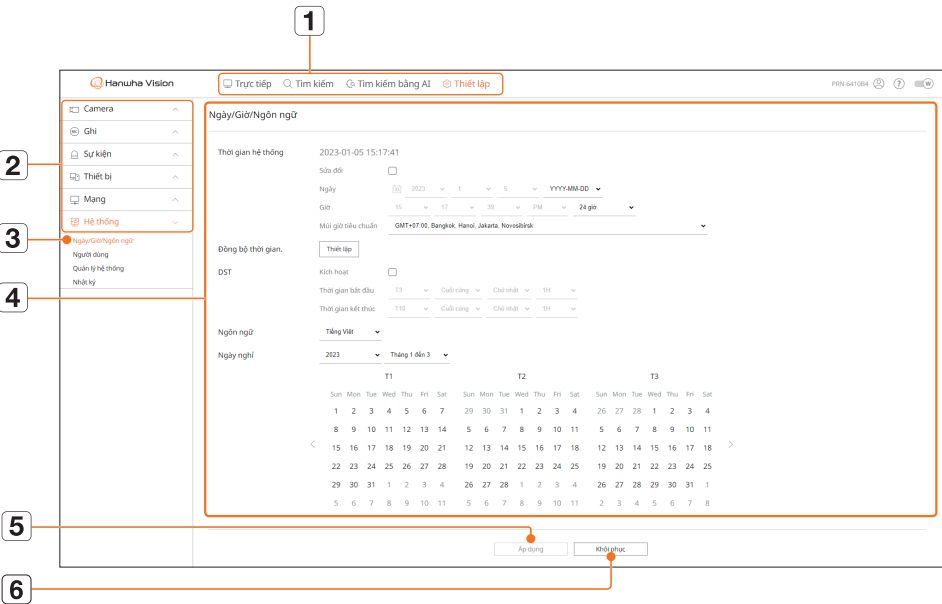 1
Hanwha Vision
Trực tiếp Tìm kiếm Tìm kiếm bằng AI Thiết lập
PRN-6410B4 ? W
Camera
Ghi
2 Sự kiện
Thiết bị
Mạng
Hệ thống
3 Ngày/Giờ/Ngôn ngữ
Người dùng
Quản lý hệ thống
Nhật ký
4
Ngày/Giờ/Ngôn ngữ
Thời gian hệ thống 2023-01-05 15:17:41
Sửa đổi
Ngày 2023 1 5 YYYY-MM-DD
Giờ 15 17 39 PM 24 giờ
Múi giờ tiêu chuẩn GMT+07:00, Bangkok, Hanoi, Jakarta, Novosibirsk
Đồng bộ thời gian. Thiết lập
DST Kích hoạt
Thời gian bắt đầu T3 Cuối cùng Chủ nhật 1H
Thời gian kết thúc T10 Cuối cùng Chủ nhật 1H
Ngôn ngữ Tiếng Việt
Ngày nghỉ 2023 Tháng 1 đến 3
T1 T2 T3
Sun Mon Tue Wed Thu Fri Sat Sun Mon Tue Wed Thu Fri Sat Sun Mon Tue Wed Thu Fri Sat
1 2 3 4 5 6 7 29 30 31 1 2 3 4 26 27 28 1 2 3 4
8 9 10 11 12 13 14 5 6 7 8 9 10 11 5 6 7 8 9 10 11
15 16 17 18 19 20 21 12 13 14 15 16 17 18 12 13 14 15 16 17 18
22 23 24 25 26 27 28 19 20 21 22 23 24 25 19 20 21 22 23 24 25
29 30 31 1 2 3 4 26 27 28 1 2 3 4 26 27 28 29 30 31 1
5 6 7 8 9 10 11 5 6 7 8 9 10 11 2 3 4 5 6 7 8
5 Áp dụng Khôi phục
6